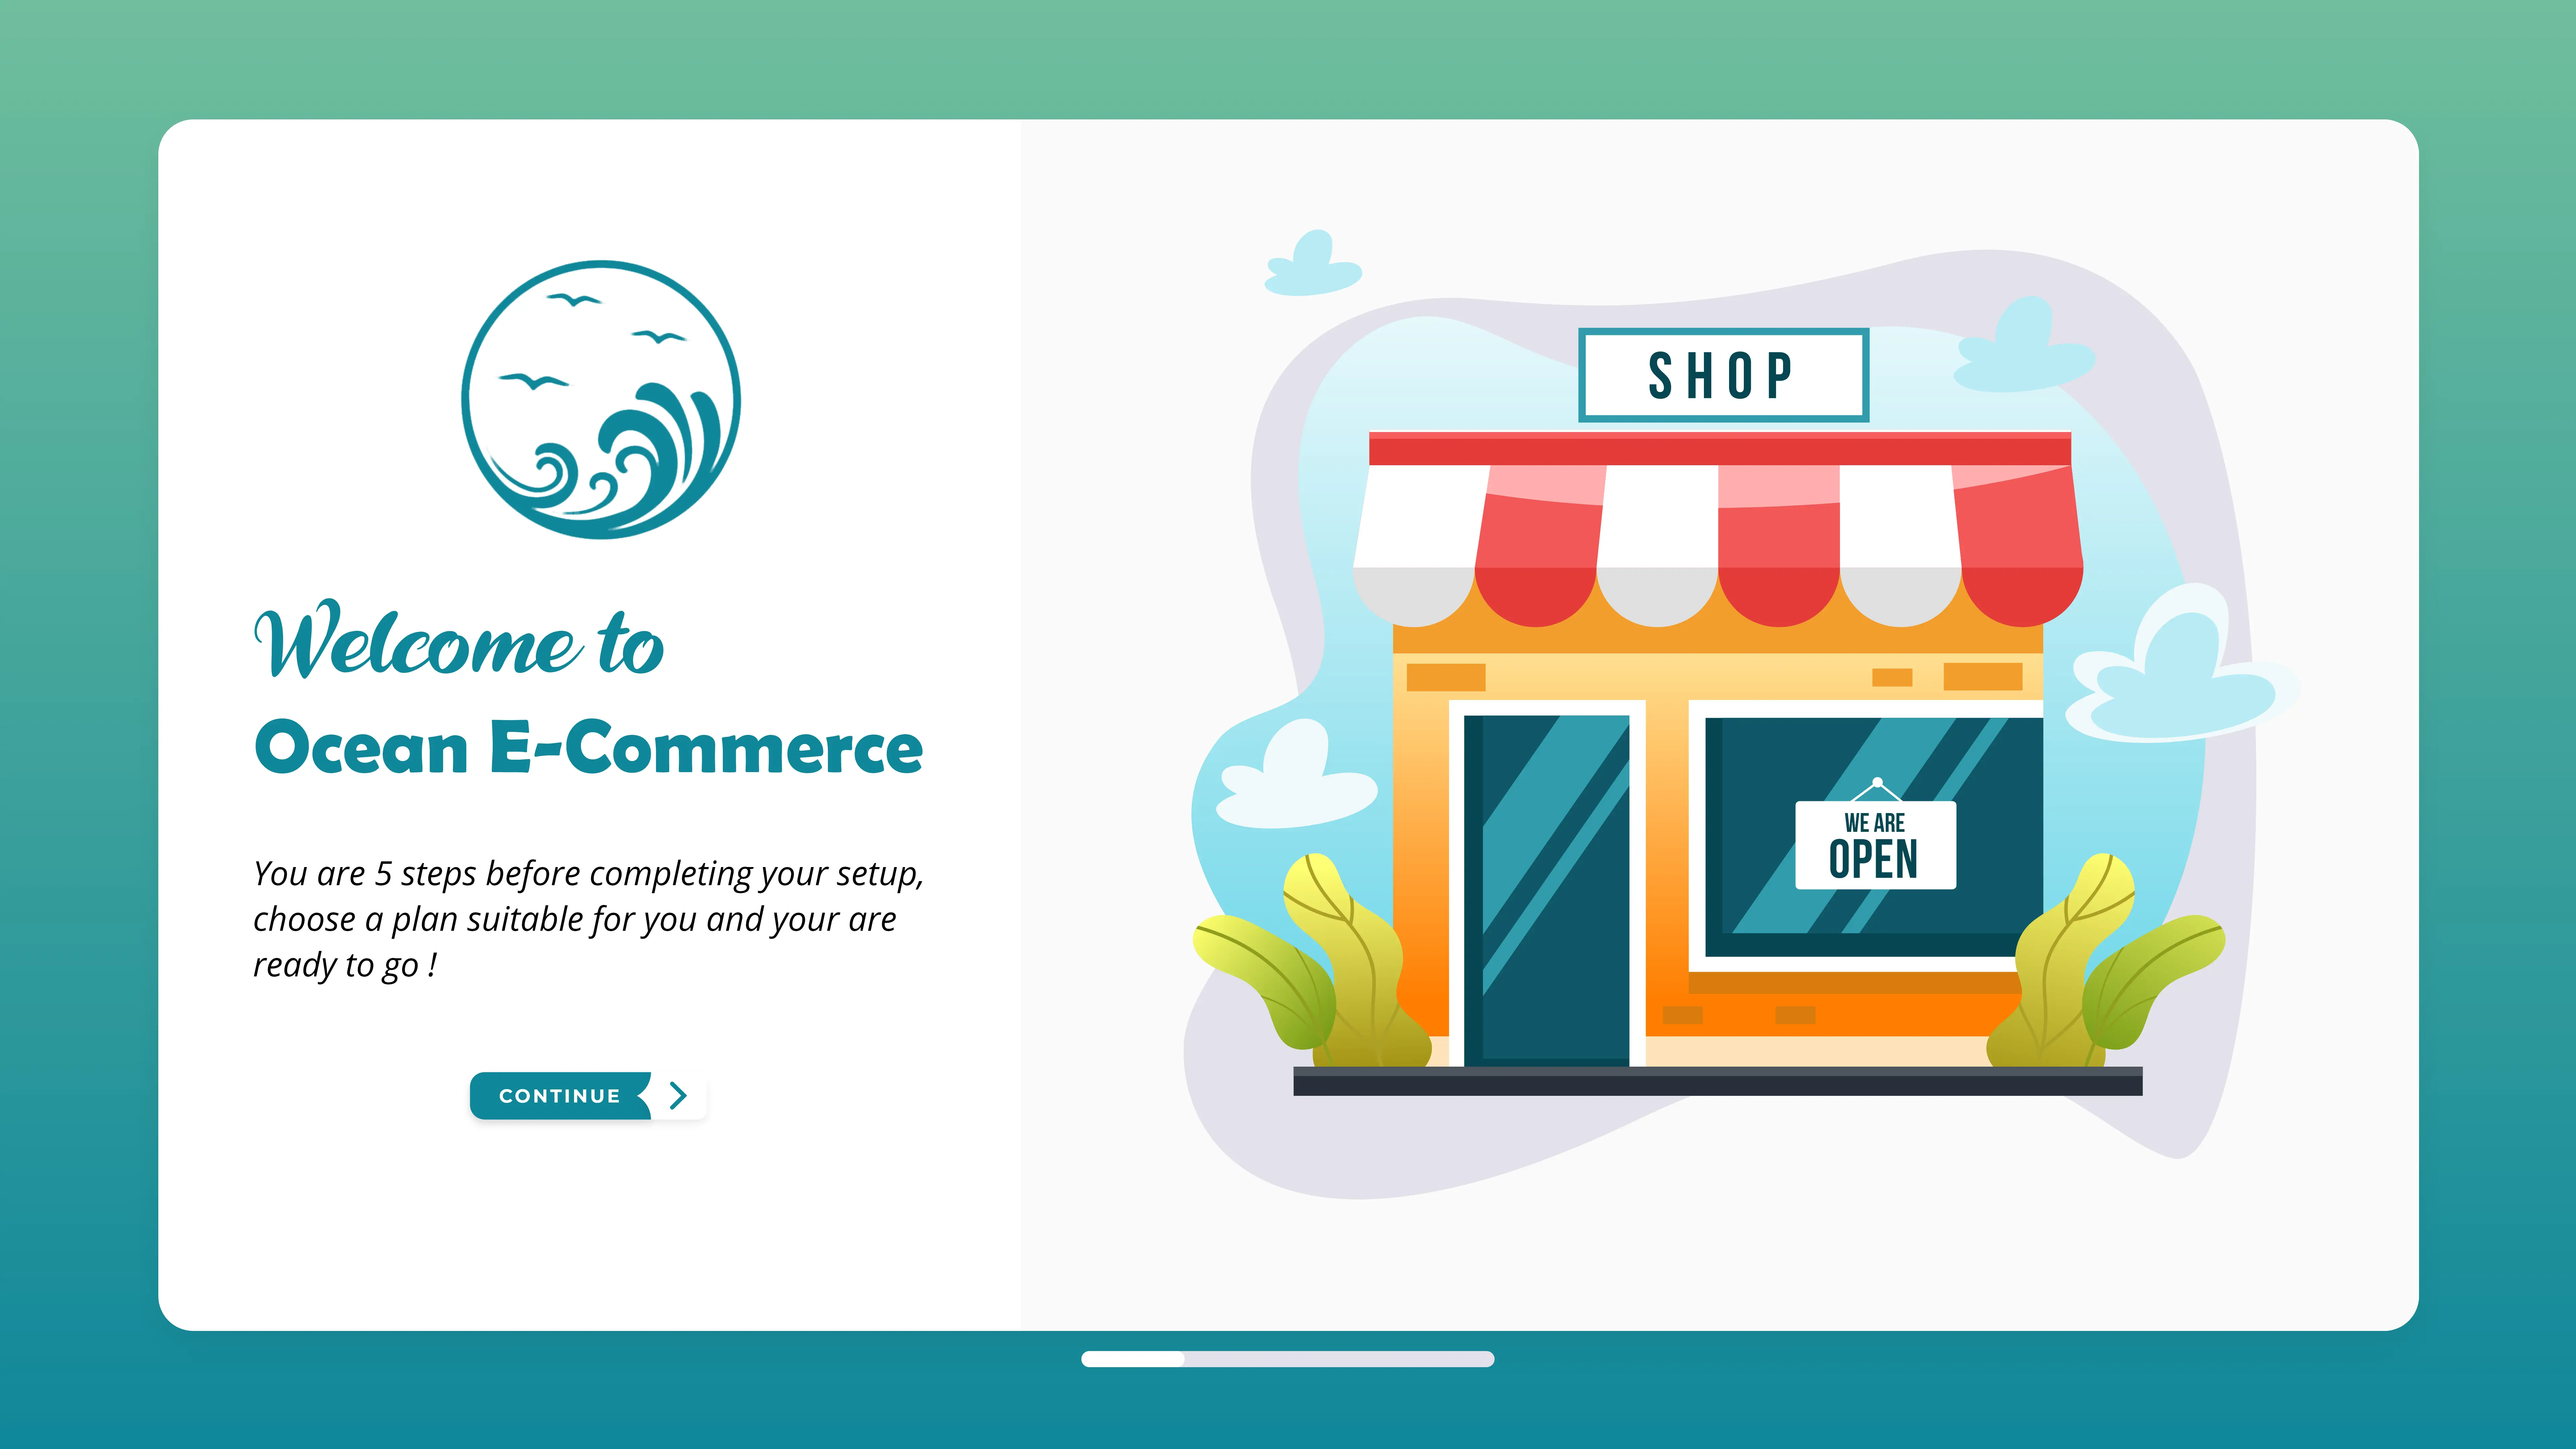 Welcome to
Ocean E-Commerce
You are 5 steps before completing your setup,
choose a plan suitable for you and your are
ready to go !
CONTINUE
SHOP
WE ARE
OPEN